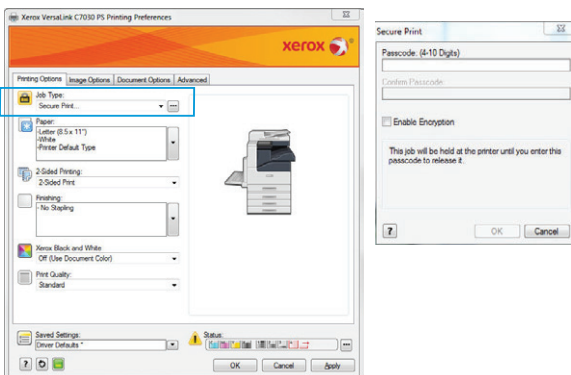 Xerox VersaLink C7030 PS Printing Preferences
xerox
Printing Options Image Options Document Options Advanced
Job Type:
Secure Print...
Paper:
-Letter (8.5 x 11")
-White
-Printer Default Type
2-Sided Printing:
2-Sided Print
Finishing:
- No Stapling
Xerox Black and White
Off (Use Document Color)
Print Quality:
Standard
Saved Settings:
Driver Defaults *
Status:
?
OK Cancel Apply
Secure Print
Passcode. (4-10 Digits)
Confirm Passcode:
Enable Encryption
This job will be held at the printer until you enter this
passcode to release it.
?
OK Cancel